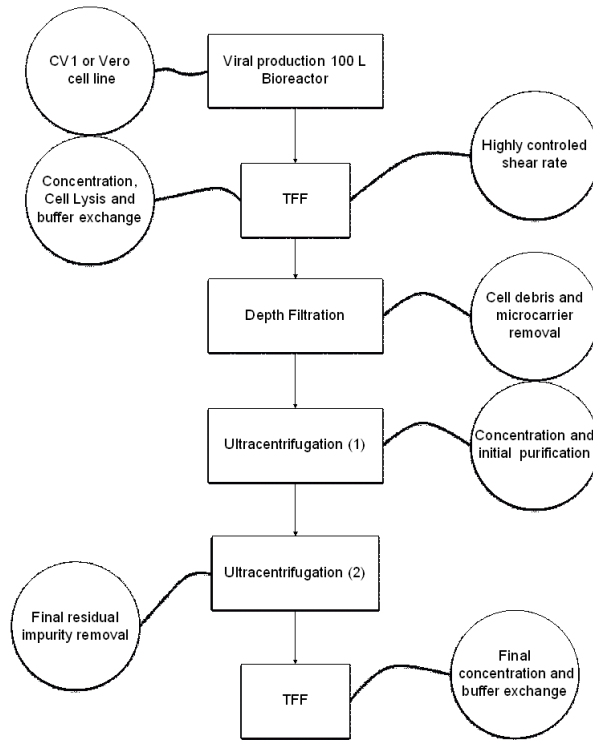 CV1 or Vero
cell line
Viral production 100 L
Bioreactor
Highly controled
shear rate
Concentration,
Cell Lysis and
buffer exchange
TFF
Depth Filtration
Cell debris and
microcarrier
removal
Ultracentrifugation (1)
Concentration and
initial purification
Ultracentrifugation (2)
Final residual
impurity removal
TFF
Final
concentration and
buffer exchange